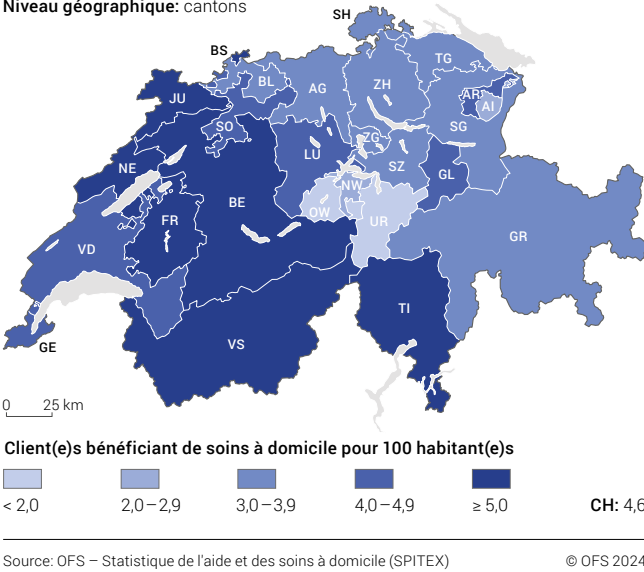 Niveau géographique: cantons
SH
BS
TG
BL
ZH
AG
JU
AR
AI
SO
SG
ZG
LU
NE
SZ
GL
NW
BE
OW
FR
UR
GR
VD
TI
VS
GE
0 25 km
Client(e)s bénéficiant de soins à domicile pour 100 habitant(e)s
< 2,0 2,0–2,9 3,0–3,9 4,0–4,9 ≥ 5,0 CH: 4,6
Source: OFS – Statistique de l'aide et des soins à domicile (SPITEX) © OFS 2024